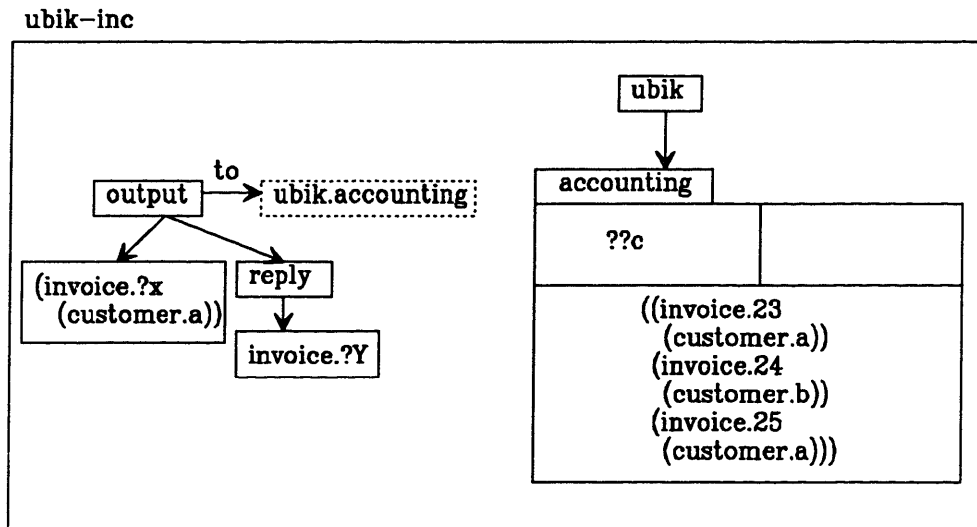 ubik-inc
ubik
to
output
ubik.accounting
accounting
(invoice.?x
(customer.a))
reply
invoice.?Y
??c
((invoice.23
(customer.a))
(invoice.24
(customer.b))
(invoice.25
(customer.a)))